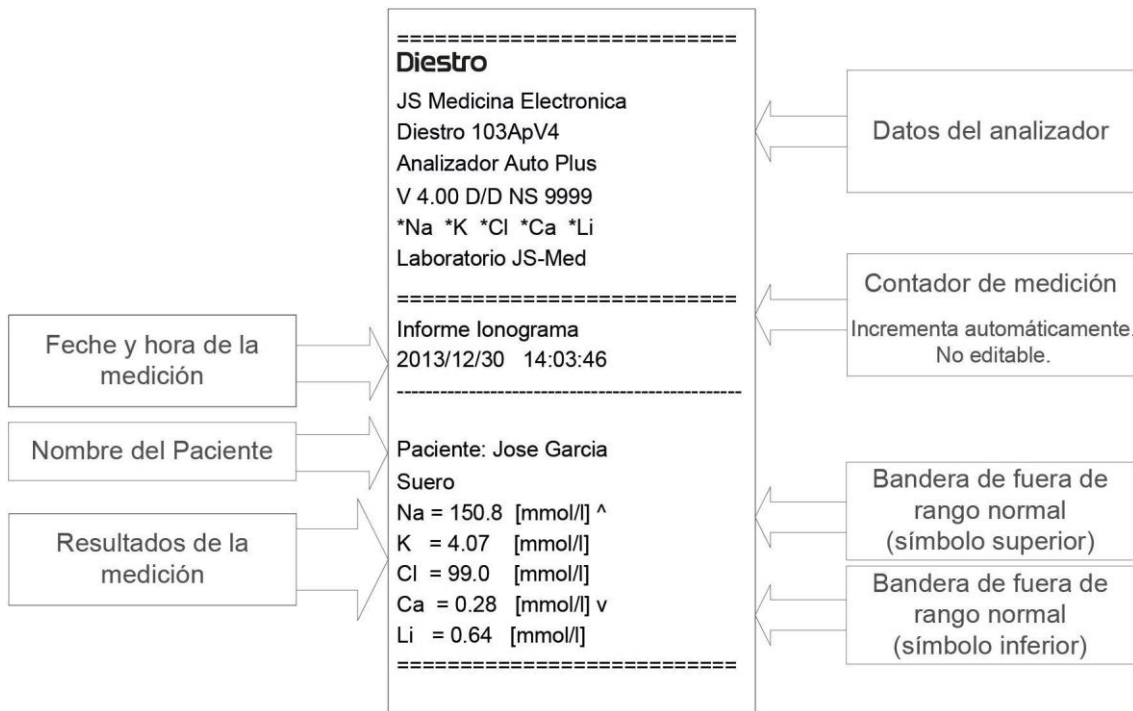 ===========================
Diestro
JS Medicina Electronica
Diestro 103ApV4
Analizador Auto Plus
V 4.00 D/D NS 9999
*Na *K *Cl *Ca *Li
Laboratorio JS-Med
===========================
Informe Ionograma
2013/12/30 14:03:46
------------------------------------------------
Paciente: Jose Garcia
Suero
Na = 150.8 [mmol/l] ^
K = 4.07 [mmol/l]
Cl = 99.0 [mmol/l]
Ca = 0.28 [mmol/l] v
Li = 0.64 [mmol/l]
===========================
Feche y hora de la
medición
Nombre del Paciente
Resultados de la
medición
Datos del analizador
Contador de medición
Incrementa automáticamente.
No editable.
Bandera de fuera de
rango normal
(símbolo superior)
Bandera de fuera de
rango normal
(símbolo inferior)